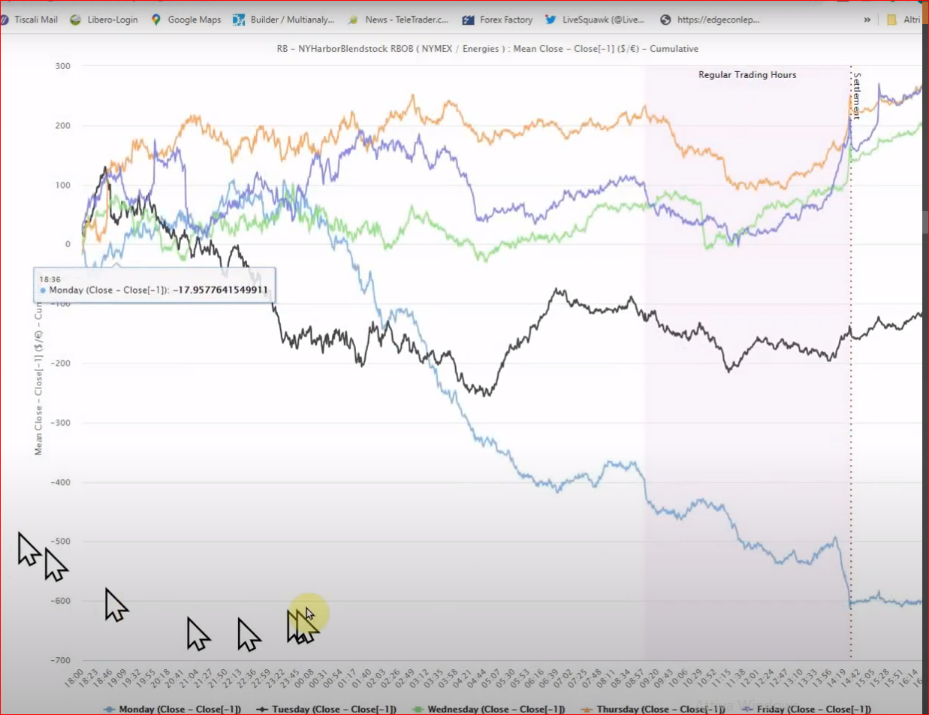 Tiscali Mail Libero-Login Google Maps Builder / Multianaly... News - TeleTrader.c... Forex Factory LiveSquawk (@Live... https://edgeconlep... » Altri
RB - NYHarborBlendstock RBOB ( NYMEX / Energies ) : Mean Close - Close[-1] ($/€) - Cumulative
Regular Trading Hours
Settlement
300
200
100
0
-100
-200
-300
-400
-500
-600
-700
Mean Close - Close[-1] ($/€) - Cu
18:36
Monday (Close - Close[-1]): -17.9577641549911
18:00 18:23 18:46 19:09 19:32 19:55 20:18 20:41 21:04 21:27 21:50 22:13 22:36 22:59 23:22 23:45 00:08 00:31 00:54 01:17 01:40 02:03 02:26 02:49 03:12 03:35 03:58 04:21 04:44 05:07 05:30 05:53 06:16 06:39 07:02 07:25 07:48 08:11 08:34 08:57 09:20 09:43 10:06 10:29 10:52 11:15 11:38 12:01 12:24 12:47 13:10 13:33 13:56 14:19 14:42 15:05 15:28 15:51 16:14
Monday (Close - Close[-1]) Tuesday (Close - Close[-1]) Wednesday (Close - Close[-1]) Thursday (Close - Close[-1]) Friday (Close - Close[-1])